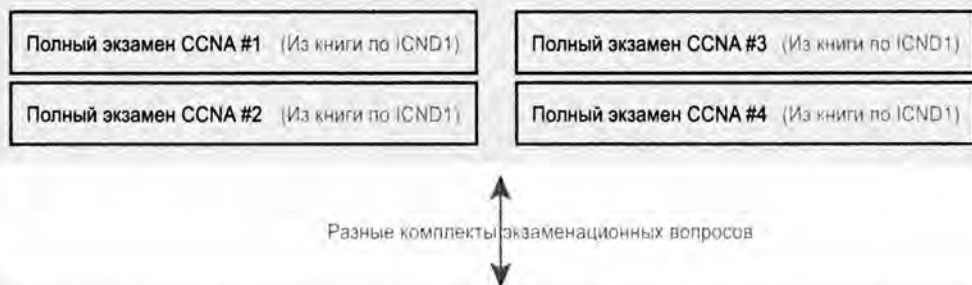 Полный экзамен CCNA #1 (Из книги по ICND1)
Полный экзамен CCNA #2 (Из книги по ICND1)
Полный экзамен CCNA #3 (Из книги по ICND1)
Полный экзамен CCNA #4 (Из книги по ICND1)
Разные комплекты экзаменационных вопросов